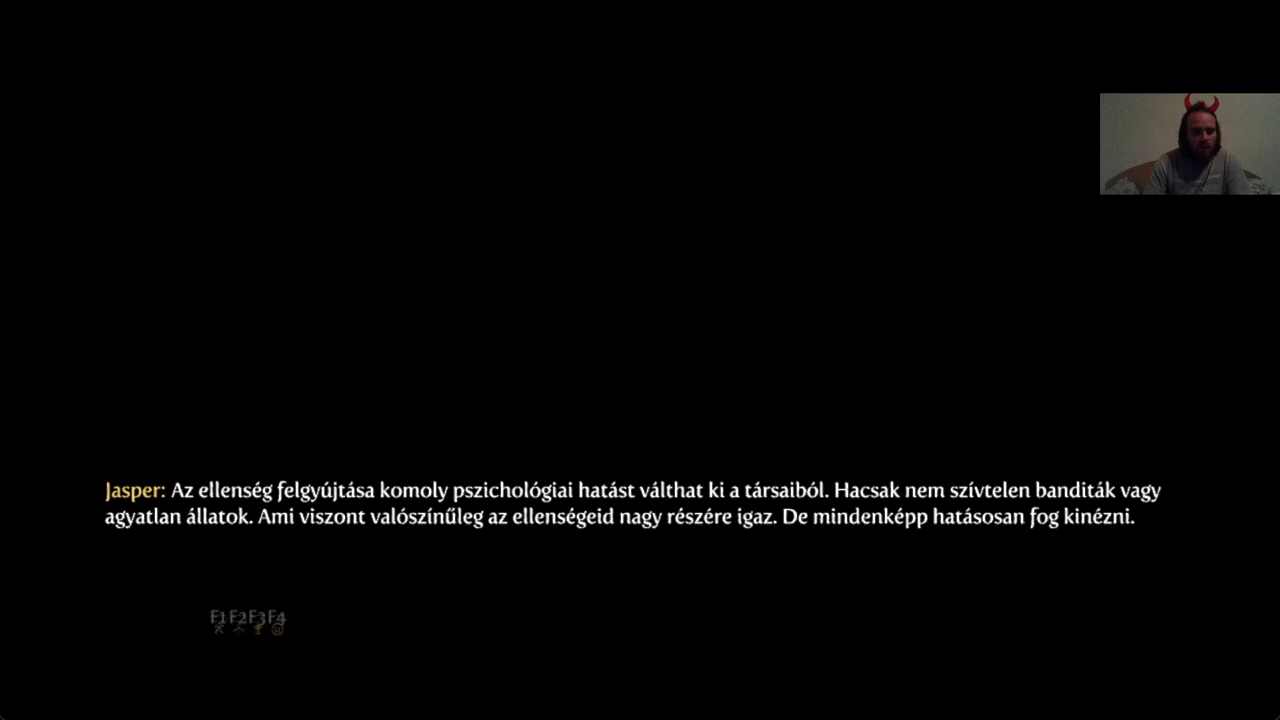 Jasper: Az ellenség felgyújtása komoly pszichológiai hatást válthat ki a társaiból. Hacsak nem szívtelen banditák vagy
agyatlan állatok. Ami viszont valószínűleg az ellenségeid nagy részére igaz. De mindenképp hatásosan fog kinézni.
F1 F2 F3 F4